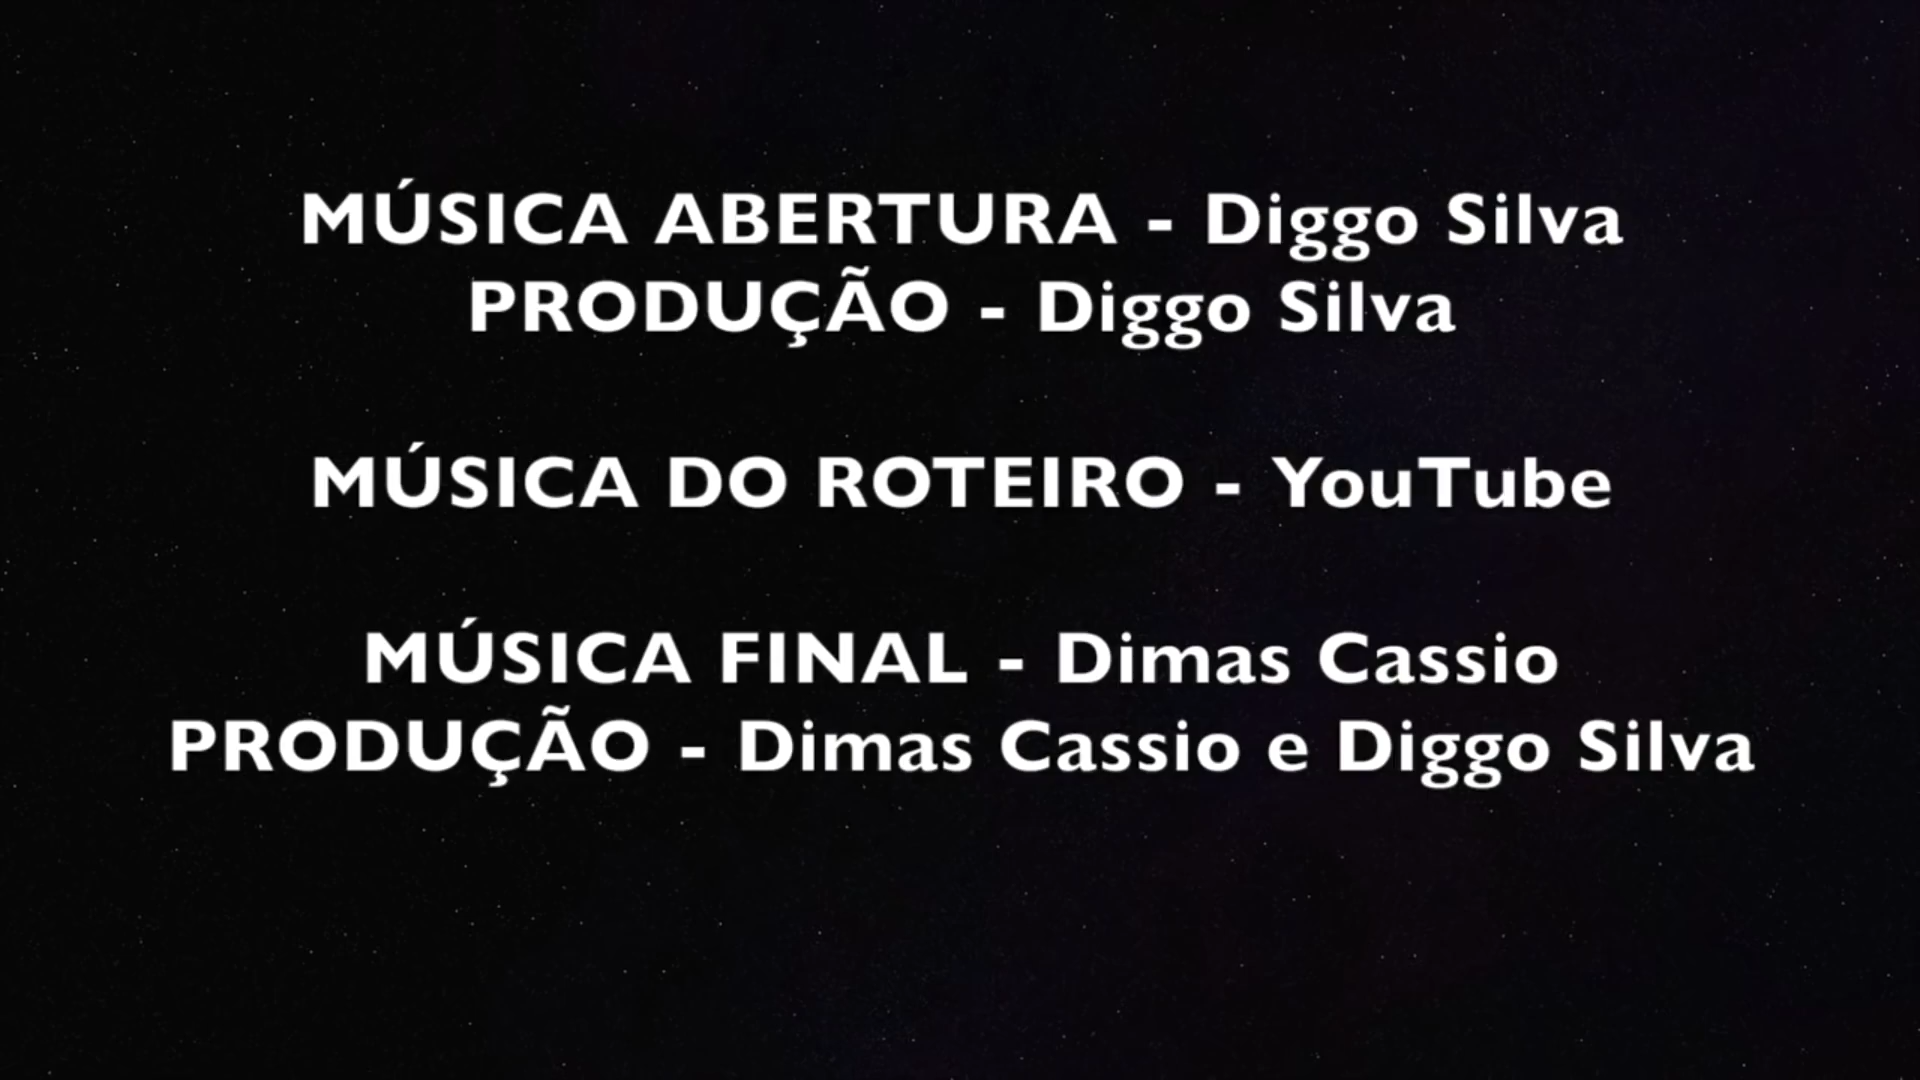 MÚSICA ABERTURA - Diggo Silva
PRODUÇÃO - Diggo Silva
MÚSICA DO ROTEIRO - YouTube
MÚSICA FINAL - Dimas Cassio
PRODUÇÃO - Dimas Cassio e Diggo Silva